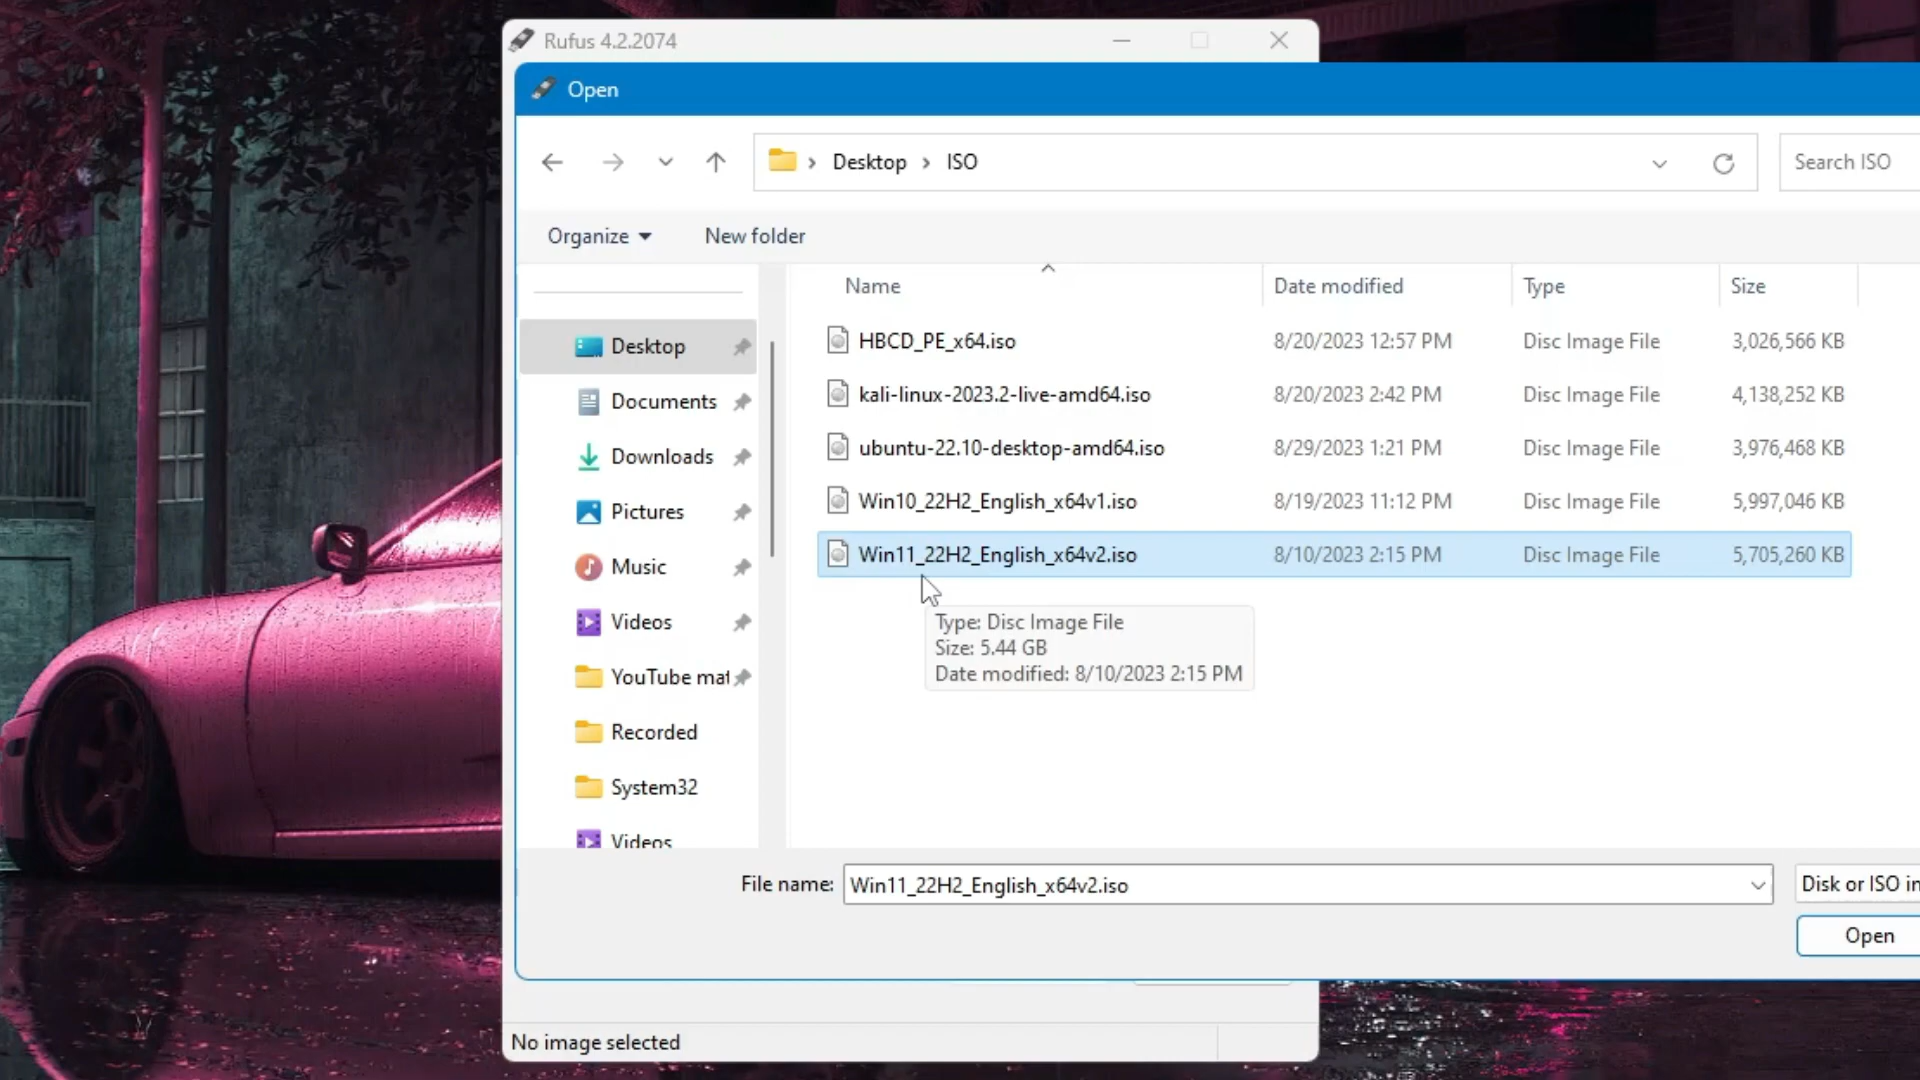 Rufus 4.2.2074
Open
Desktop > ISO
Search ISO
Organize
New folder
Name Date modified Type Size
Desktop
Documents
Downloads
Pictures
Music
Videos
YouTube mat
Recorded
System32
Videos
HBCD_PE_x64.iso 8/20/2023 12:57 PM Disc Image File 3,026,566 KB
kali-linux-2023.2-live-amd64.iso 8/20/2023 2:42 PM Disc Image File 4,138,252 KB
ubuntu-22.10-desktop-amd64.iso 8/29/2023 1:21 PM Disc Image File 3,976,468 KB
Win10_22H2_English_x64v1.iso 8/19/2023 11:12 PM Disc Image File 5,997,046 KB
Win11_22H2_English_x64v2.iso 8/10/2023 2:15 PM Disc Image File 5,705,260 KB
Type: Disc Image File
Size: 5.44 GB
Date modified: 8/10/2023 2:15 PM
File name: Win11_22H2_English_x64v2.iso
Disk or ISO
Open
No image selected